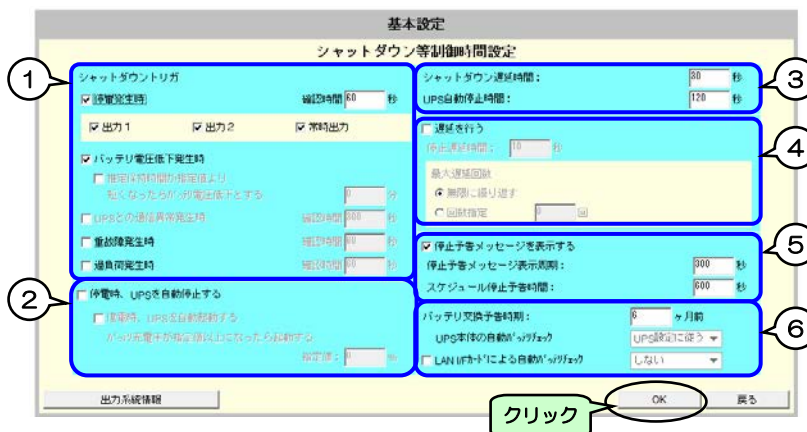 基本設定
シャットダウン等制御時間設定
①
シャットダウントリガ
停電発生時 確認時間 60 秒
出力1 出力2 常時出力
バッテリ電圧低下発生時
推定保持時間が指定値より
短くなったらバッテリ電圧低下とする 0 分
UPSとの通信異常発生時 確認時間 300 秒
重故障発生時 確認時間 60 秒
過負荷発生時 確認時間 60 秒
②
停電時、UPSを自動停止する
復電時、UPSを自動起動する
バッテリ充電圧が指定値以上になったら起動する
指定値: 0 %
③
シャットダウン遅延時間: 30 秒
UPS自動停止時間: 120 秒
④
遅延を行う
停止遅延時間: 10 秒
最大遅延回数
無限に繰り返す
回数指定 0 回
⑤
停止予告メッセージを表示する
停止予告メッセージ表示周期: 300 秒
スケジュール停止予告時間: 600 秒
⑥
バッテリ交換予告時期: 6 ヶ月前
UPS本体の自動バッテリチェック UPS設定に従う
LAN I/Fカードによる自動バッテリチェック しない
出力系統情報 OK 戻る
クリック